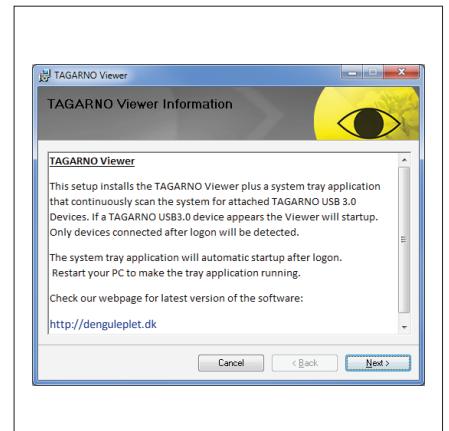 TAGARNO Viewer
TAGARNO Viewer Information
TAGARNO Viewer
This setup installs the TAGARNO Viewer plus a system tray application
that continuously scan the system for attached TAGARNO USB 3.0
Devices. If a TAGARNO USB3.0 device appears the Viewer will startup.
Only devices connected after logon will be detected.
The system tray application will automatic startup after logon.
Restart your PC to make the tray application running.
Check our webpage for latest version of the software:
http://denguleplet.dk
Cancel < Back Next >